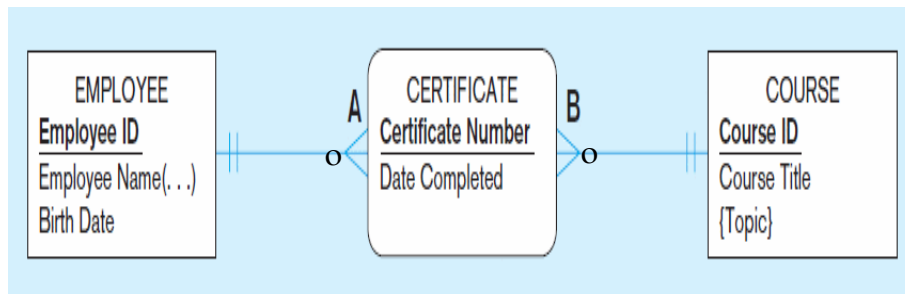 EMPLOYEE
Employee ID
Employee Name(. . .)
Birth Date
A
o
CERTIFICATE
Certificate Number
Date Completed
B
o
COURSE
Course ID
Course Title
{Topic}